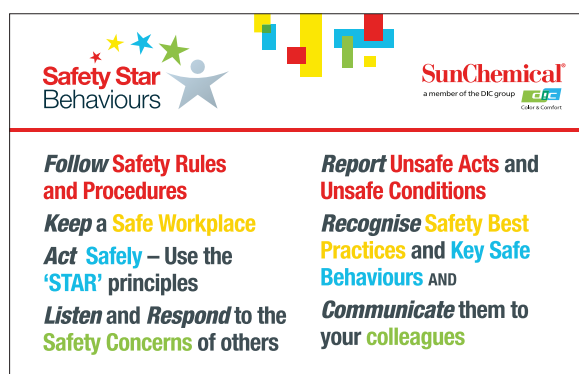 Safety Star
Behaviours
SunChemical®
a member of the DIC group
dic
Color & Comfort
Follow Safety Rules
and Procedures
Keep a Safe Workplace
Act Safely – Use the
‘STAR’ principles
Listen and Respond to the
Safety Concerns of others
Report Unsafe Acts and
Unsafe Conditions
Recognise Safety Best
Practices and Key Safe
Behaviours AND
Communicate them to
your colleagues